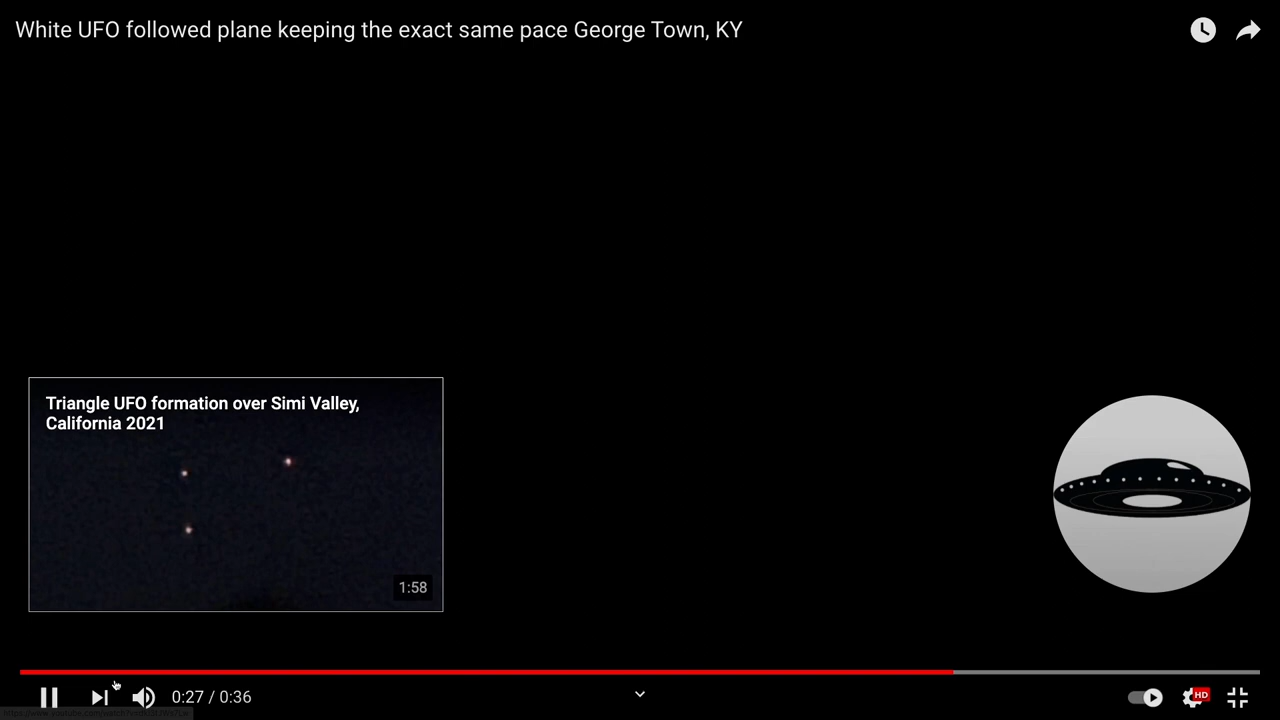 White UFO followed plane keeping the exact same pace George Town, KY
Triangle UFO formation over Simi Valley,
California 2021
1:58
0:27 / 0:36
HD